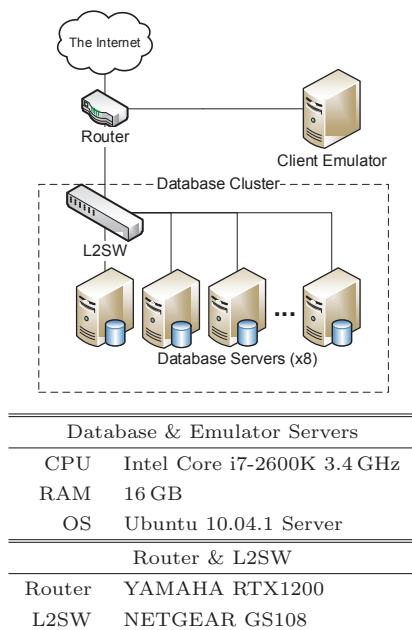 The Internet
Router
Client Emulator
Database Cluster
L2SW
...
Database Servers (x8)
Database & Emulator Servers
CPU Intel Core i7-2600K 3.4 GHz
RAM 16 GB
OS Ubuntu 10.04.1 Server
Router & L2SW
Router YAMAHA RTX1200
L2SW NETGEAR GS108